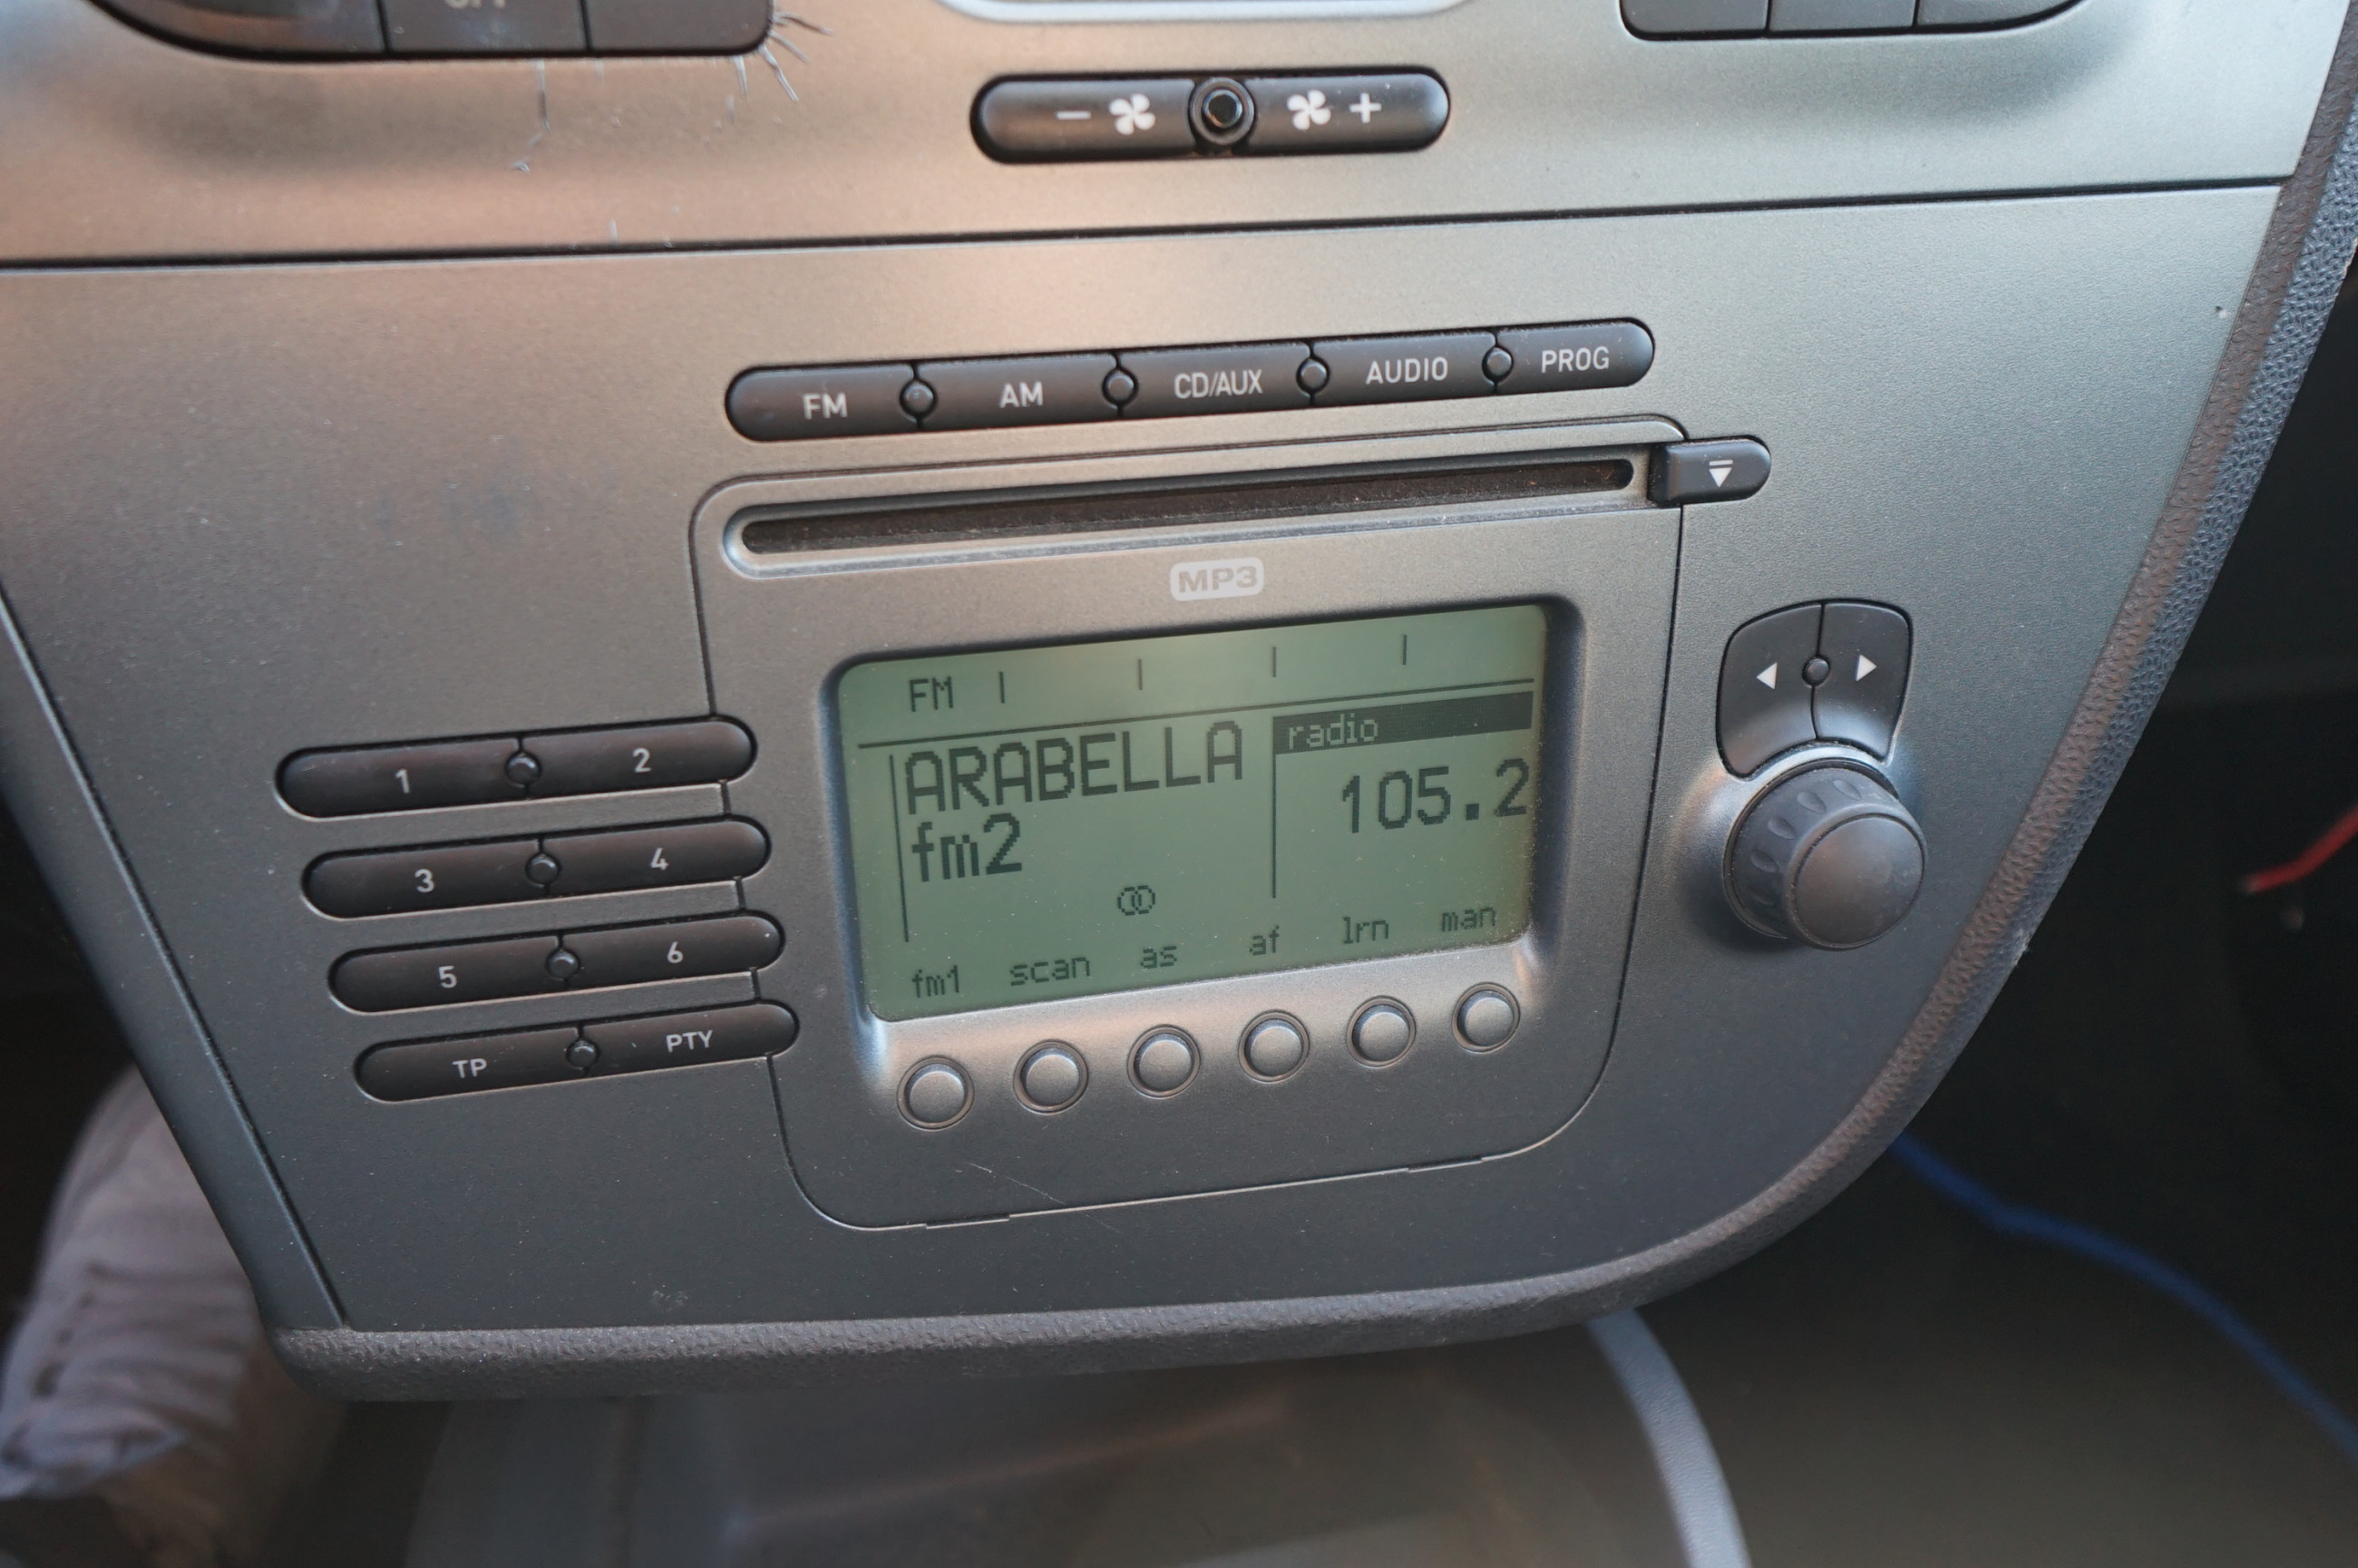 - +
FM AM CD/AUX AUDIO PROG
MP3
FM
ARABELLA
fm2
radio
105.2
fm1 scan as af lrn man
1 2
3 4
5 6
TP PTY